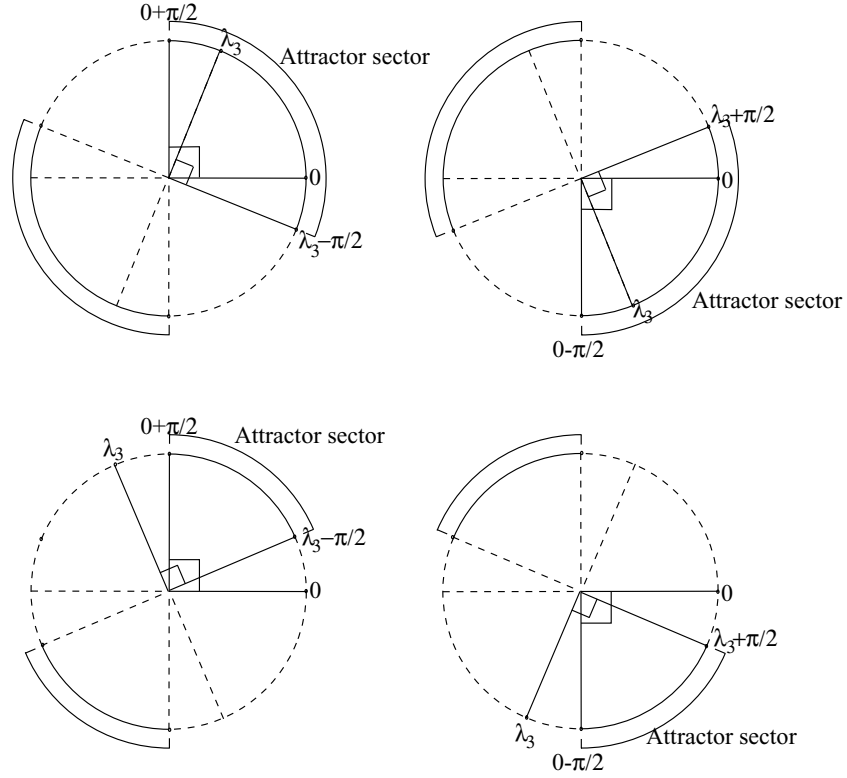 0+π/2
λ₃
Attractor sector
0
λ₃−π/2
λ₃+π/2
0
λ₃
Attractor sector
0-π/2
0+π/2
λ₃
Attractor sector
λ₃−π/2
0
0
λ₃+π/2
λ₃
Attractor sector
0-π/2